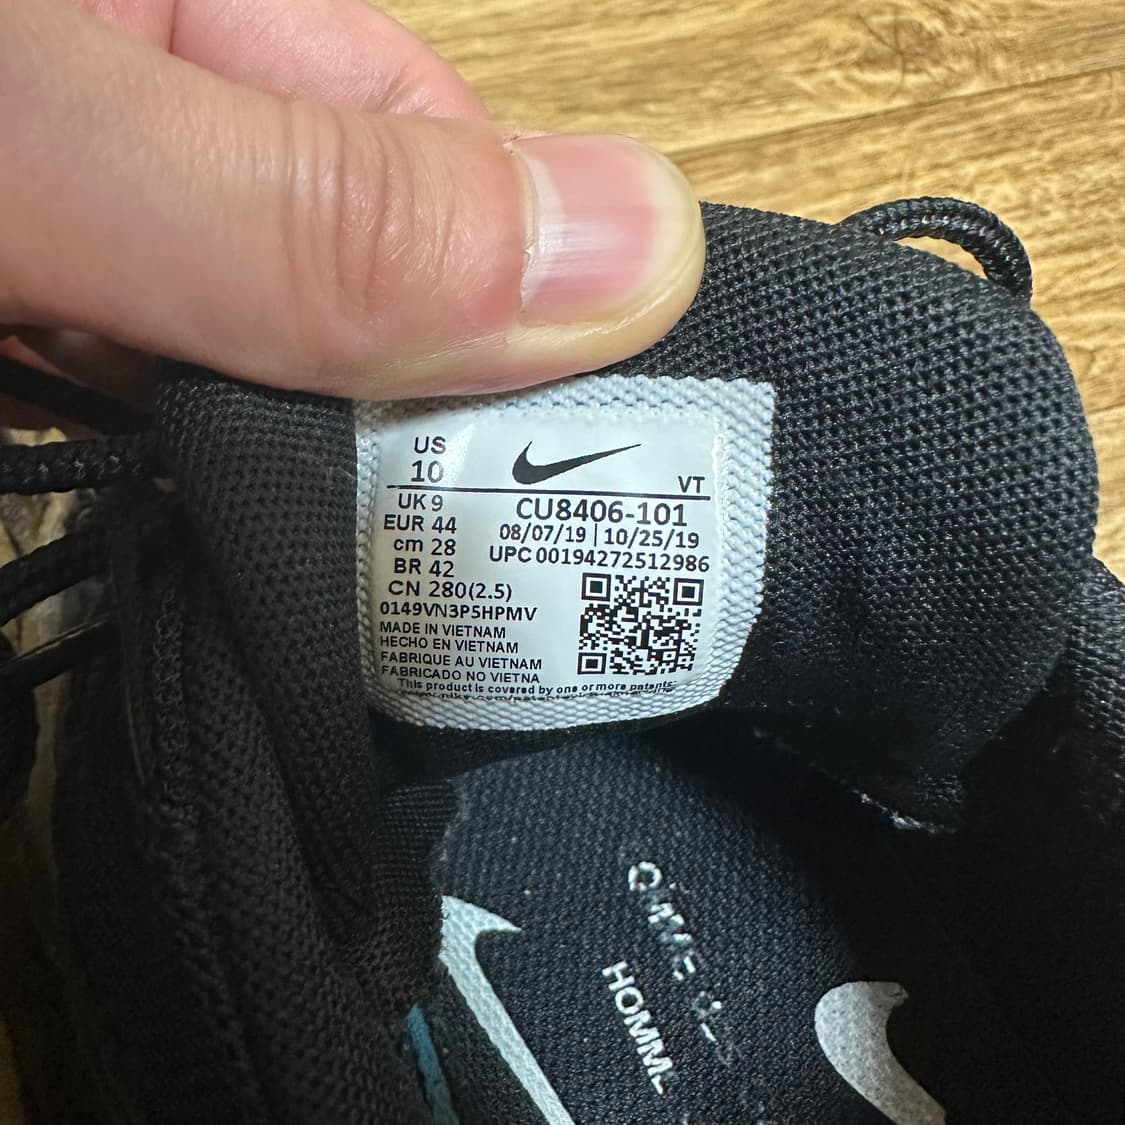 US
10
VT
UK 9
EUR 44
cm 28
BR 42
CN 280(2.5)
0149VN3P5HPMV
MADE IN VIETNAM
HECHO EN VIETNAM
FABRIQUE AU VIETNAM
FABRICADO NO VIETNA
CU8406-101
08/07/19 | 10/25/19
UPC 00194272512986
This product is covered by one or more patents:
HOMM